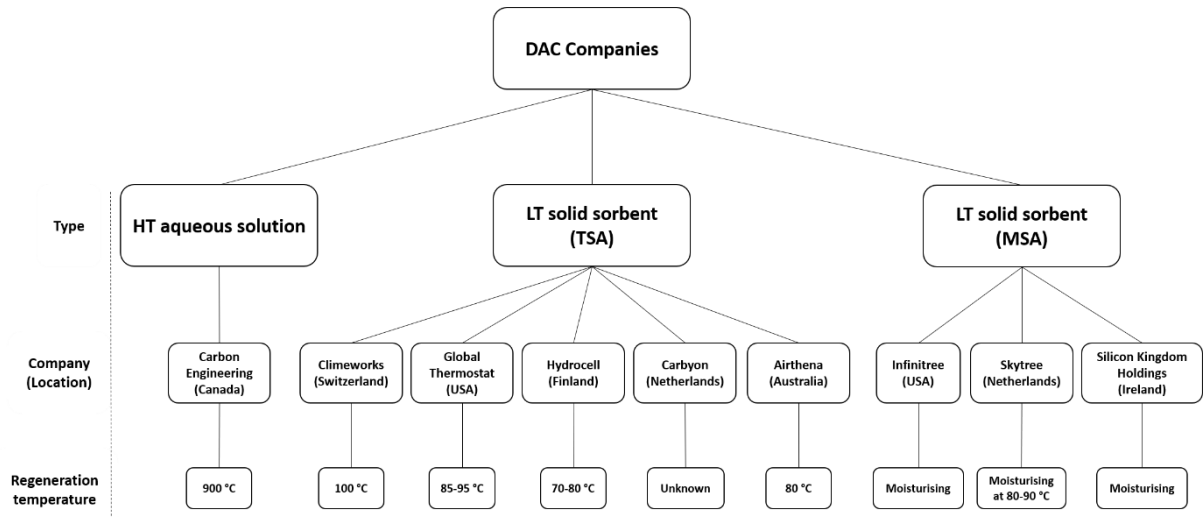 DAC Companies
Type
HT aqueous solution
LT solid sorbent
(TSA)
LT solid sorbent
(MSA)
Company
(Location)
Carbon
Engineering
(Canada)
Climeworks
(Switzerland)
Global
Thermostat
(USA)
Hydrocell
(Finland)
Carbyon
(Netherlands)
Airthena
(Australia)
Infinitree
(USA)
Skytree
(Netherlands)
Silicon Kingdom
Holdings
(Ireland)
Regeneration
temperature
900 °C
100 °C
85-95 °C
70-80 °C
Unknown
80 °C
Moisturising
Moisturising
at 80-90 °C
Moisturising